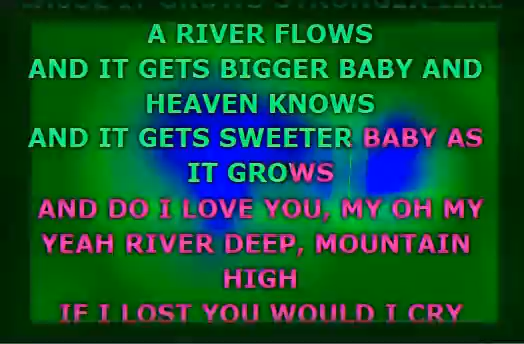 A RIVER FLOWS
AND IT GETS BIGGER BABY AND
HEAVEN KNOWS
AND IT GETS SWEETER BABY AS
IT GROWS
AND DO I LOVE YOU, MY OH MY
YEAH RIVER DEEP, MOUNTAIN
HIGH
IF I LOST YOU WOULD I CRY